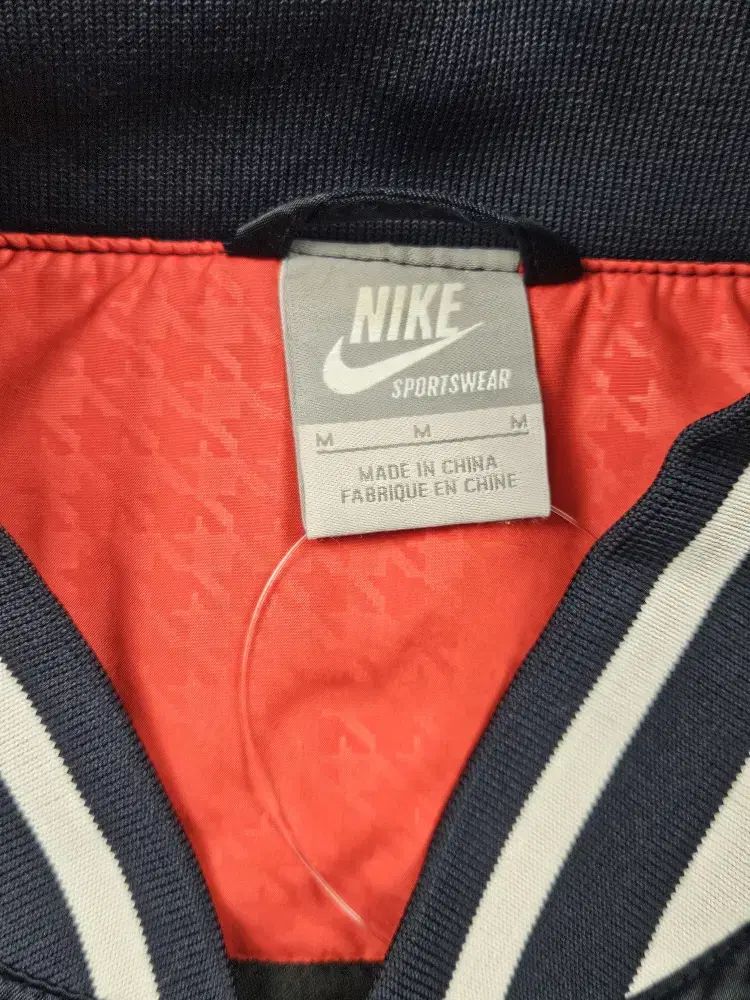 NIKE
SPORTSWEAR
M M M
MADE IN CHINA
FABRIQUE EN CHINE